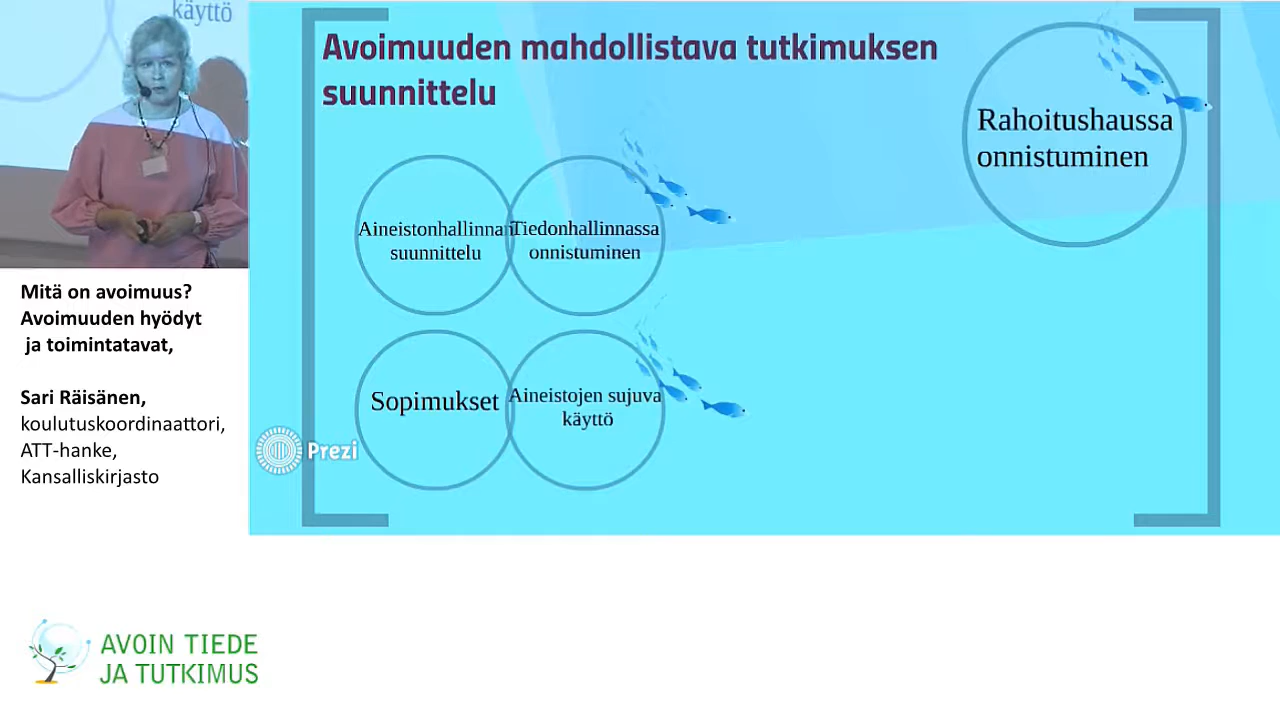 käyttö
Avoimuuden mahdollistava tutkimuksen
suunnittelu
Rahoitushaussa
onnistuminen
Aineistonhallinnan
suunnittelu
Tiedonhallinnassa
onnistuminen
Sopimukset
Aineistojen sujuva
käyttö
Prezi
Mitä on avoimuus?
Avoimuuden hyödyt
ja toimintatavat,
Sari Räisänen,
koulutuskoordinaattori,
ATT-hanke,
Kansalliskirjasto
AVOIN TIEDE
JA TUTKIMUS